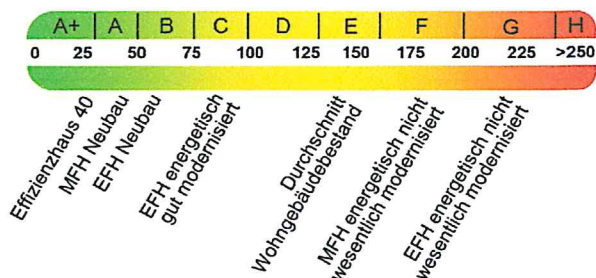 A+ A B C D E F G H
0 25 50 75 100 125 150 175 200 225 >250
Effizienzhaus 40
MFH Neubau
EFH Neubau
EFH energetisch
gut modernisiert
Durchschnitt
Wohngebäudebestand
MFH energetisch nicht
wesentlich modernisiert
EFH energetisch nicht
wesentlich modernisiert